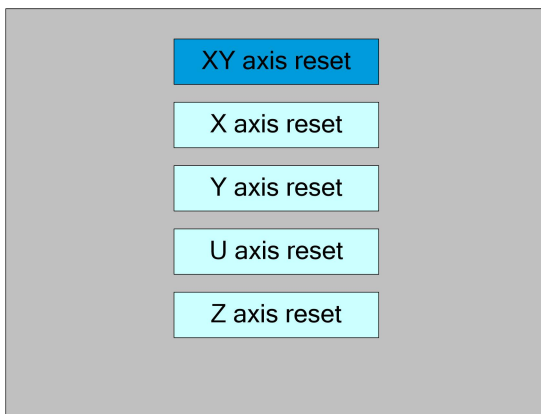 XY axis reset
X axis reset
Y axis reset
U axis reset
Z axis reset